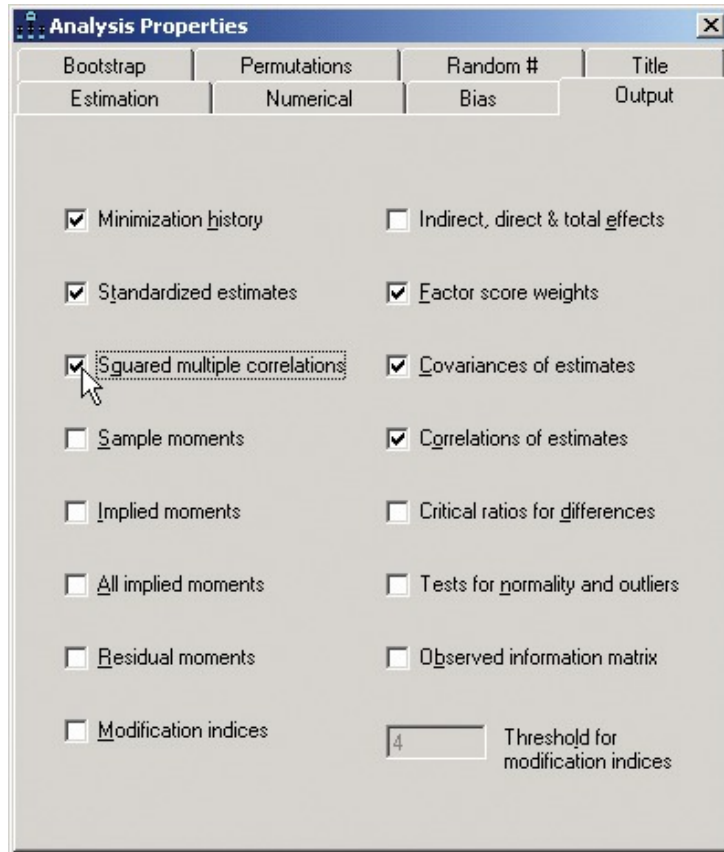 Analysis Properties
Bootstrap
Permutations
Random #
Title
Estimation
Numerical
Bias
Output
Minimization history
Indirect, direct & total effects
Standardized estimates
Factor score weights
Squared multiple correlations
Covariances of estimates
Sample moments
Correlations of estimates
Implied moments
Critical ratios for differences
All implied moments
Tests for normality and outliers
Residual moments
Observed information matrix
Modification indices
4
Threshold for
modification indices